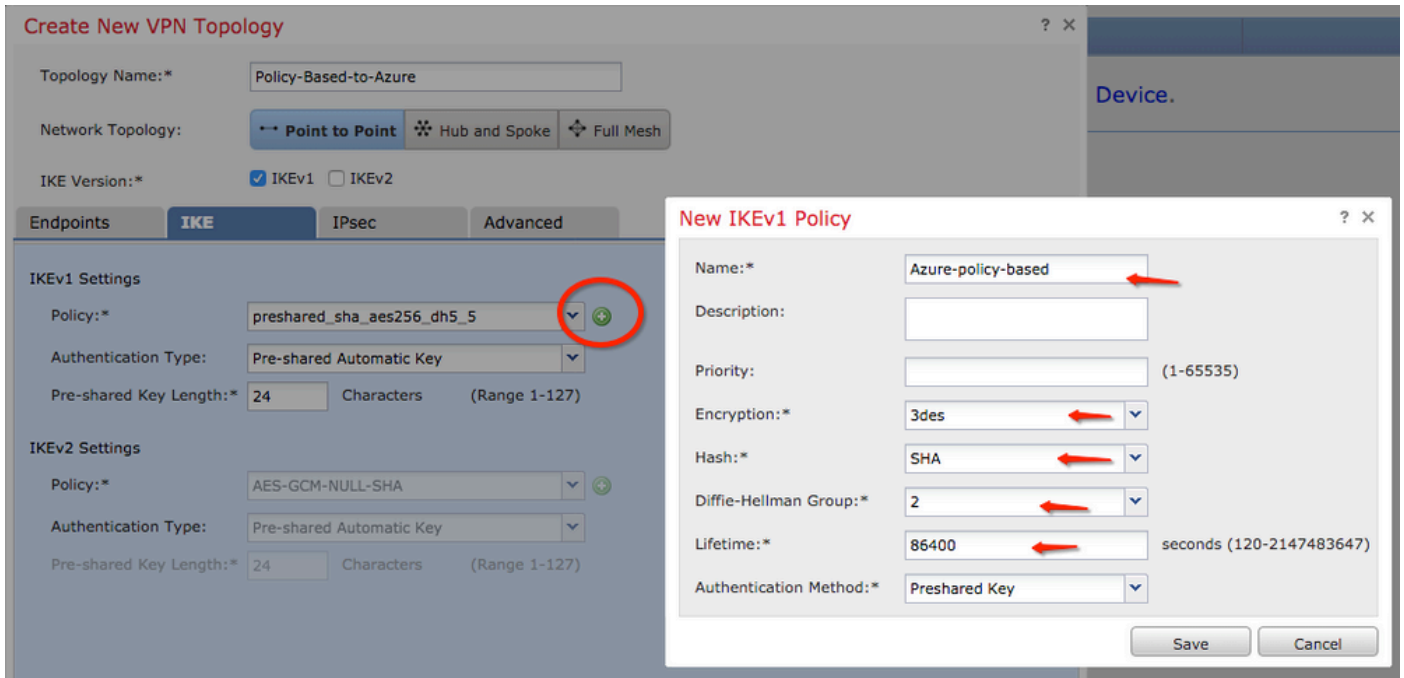 Create New VPN Topology ? ×
Device.
Topology Name:* Policy-Based-to-Azure
Network Topology: Point to Point Hub and Spoke Full Mesh
IKE Version:* IKEv1 IKEv2
Endpoints IKE IPsec Advanced
IKEv1 Settings
Policy:* preshared_sha_aes256_dh5_5
Authentication Type: Pre-shared Automatic Key
Pre-shared Key Length:* 24 Characters (Range 1-127)
IKEv2 Settings
Policy:* AES-GCM-NULL-SHA
Authentication Type: Pre-shared Automatic Key
Pre-shared Key Length:* 24 Characters (Range 1-127)
New IKEv1 Policy ? ×
Name:* Azure-policy-based
Description:
Priority: (1-65535)
Encryption:* 3des
Hash:* SHA
Diffie-Hellman Group:* 2
Lifetime:* 86400 seconds (120-2147483647)
Authentication Method:* Preshared Key
Save Cancel